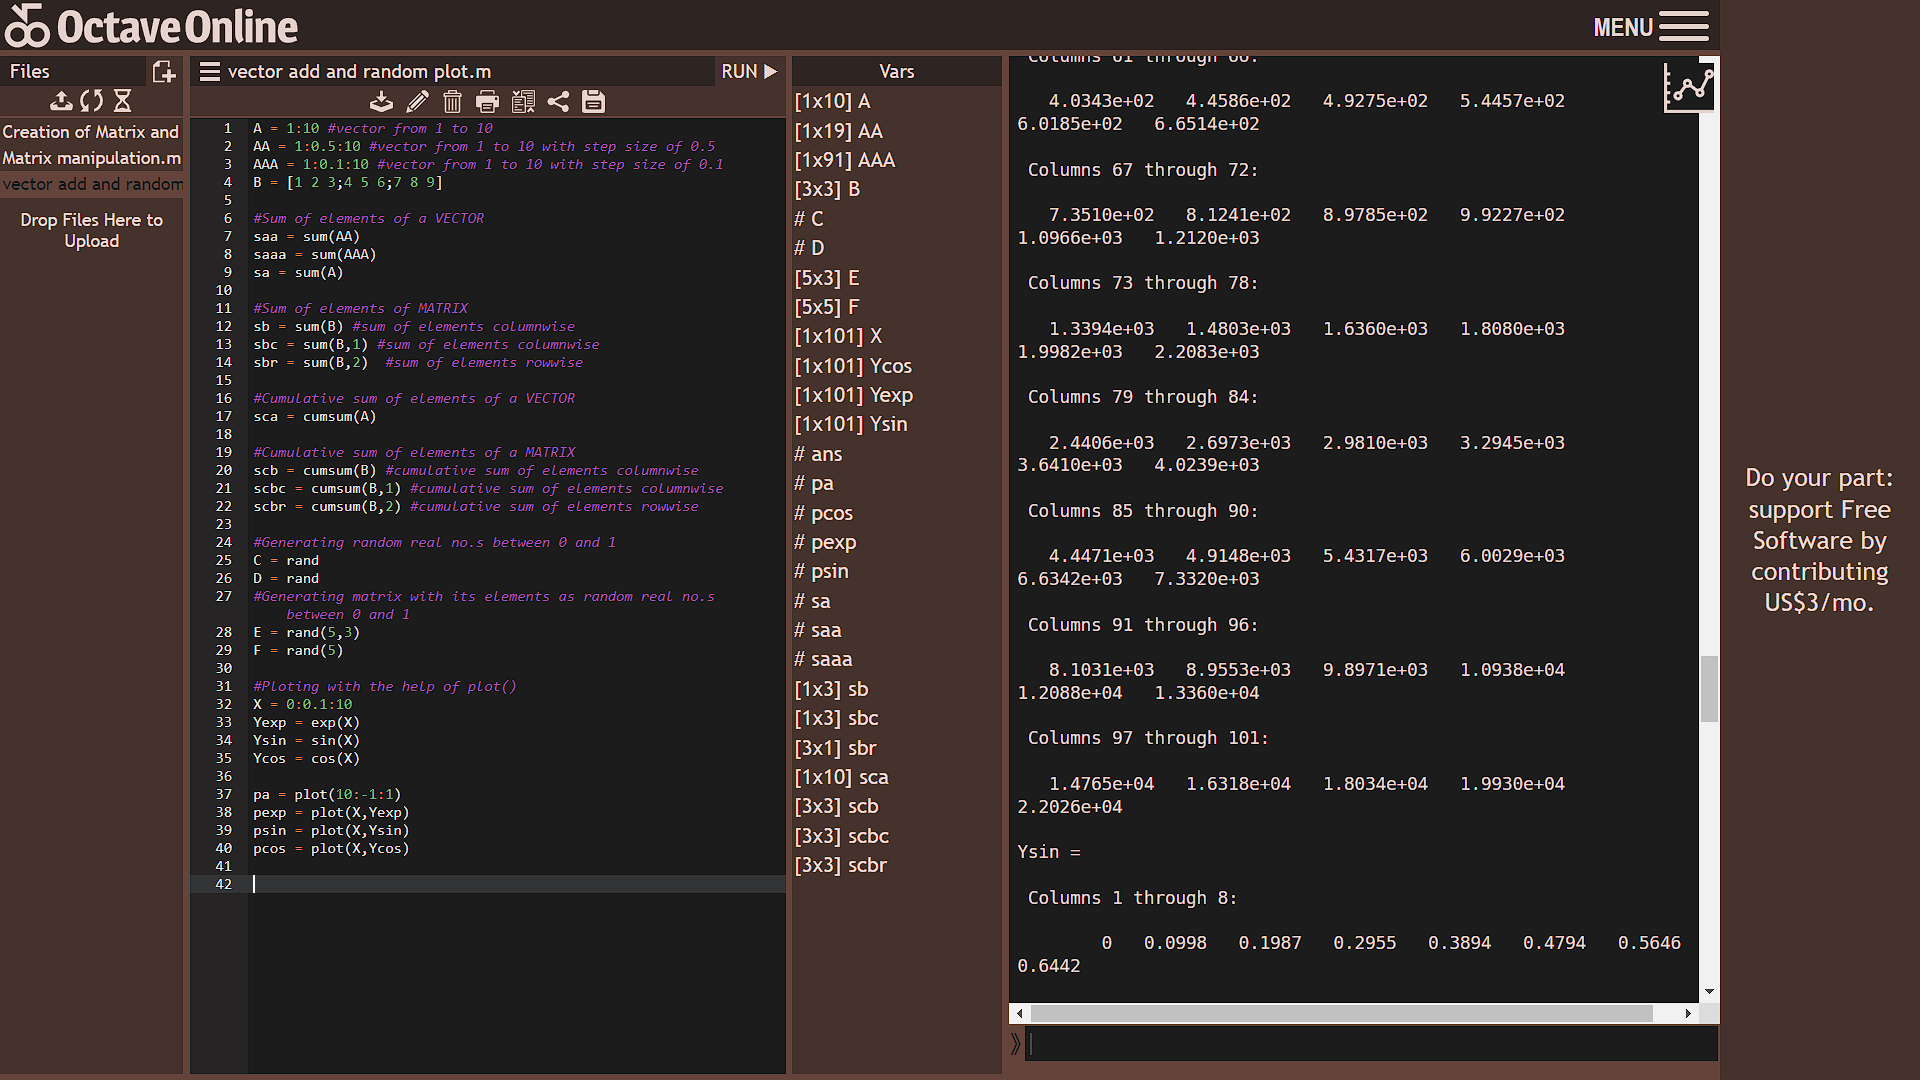 Octave Online
MENU
Files
Creation of Matrix and
Matrix manipulation.m
vector add and random
Drop Files Here to
Upload
vector add and random plot.m
RUN
1 A = 1:10 #vector from 1 to 10
2 AA = 1:0.5:10 #vector from 1 to 10 with step size of 0.5
3 AAA = 1:0.1:10 #vector from 1 to 10 with step size of 0.1
4 B = [1 2 3;4 5 6;7 8 9]
5
6 #Sum of elements of a VECTOR
7 saa = sum(AA)
8 saaa = sum(AAA)
9 sa = sum(A)
10
11 #Sum of elements of MATRIX
12 sb = sum(B) #sum of elements columnwise
13 sbc = sum(B,1) #sum of elements columnwise
14 sbr = sum(B,2)  #sum of elements rowwise
15
16 #Cumulative sum of elements of a VECTOR
17 sca = cumsum(A)
18
19 #Cumulative sum of elements of a MATRIX
20 scb = cumsum(B) #cumulative sum of elements columnwise
21 scbc = cumsum(B,1) #cumulative sum of elements columnwise
22 scbr = cumsum(B,2) #cumulative sum of elements rowwise
23
24 #Generating random real no.s between 0 and 1
25 C = rand
26 D = rand
27 #Generating matrix with its elements as random real no.s
between 0 and 1
28 E = rand(5,3)
29 F = rand(5)
30
31 #Ploting with the help of plot()
32 X = 0:0.1:10
33 Yexp = exp(X)
34 Ysin = sin(X)
35 Ycos = cos(X)
36
37 pa = plot(10:-1:1)
38 pexp = plot(X,Yexp)
39 psin = plot(X,Ysin)
40 pcos = plot(X,Ycos)
41
42
Vars
[1x10] A
[1x19] AA
[1x91] AAA
[3x3] B
# C
# D
[5x3] E
[5x5] F
[1x101] X
[1x101] Ycos
[1x101] Yexp
[1x101] Ysin
# ans
# pa
# pcos
# pexp
# psin
# sa
# saa
# saaa
[1x3] sb
[1x3] sbc
[3x1] sbr
[1x10] sca
[3x3] scb
[3x3] scbc
[3x3] scbr
Columns 61 through 66:
4.0343e+02   4.4586e+02   4.9275e+02   5.4457e+02
6.0185e+02   6.6514e+02
Columns 67 through 72:
7.3510e+02   8.1241e+02   8.9785e+02   9.9227e+02
1.0966e+03   1.2120e+03
Columns 73 through 78:
1.3394e+03   1.4803e+03   1.6360e+03   1.8080e+03
1.9982e+03   2.2083e+03
Columns 79 through 84:
2.4406e+03   2.6973e+03   2.9810e+03   3.2945e+03
3.6410e+03   4.0239e+03
Columns 85 through 90:
4.4471e+03   4.9148e+03   5.4317e+03   6.0029e+03
6.6342e+03   7.3320e+03
Columns 91 through 96:
8.1031e+03   8.9553e+03   9.8971e+03   1.0938e+04
1.2088e+04   1.3360e+04
Columns 97 through 101:
1.4765e+04   1.6318e+04   1.8034e+04   1.9930e+04
2.2026e+04
Ysin =
Columns 1 through 8:
0   0.0998   0.1987   0.2955   0.3894   0.4794   0.5646
0.6442
Do your part:
support Free
Software by
contributing
US$3/mo.